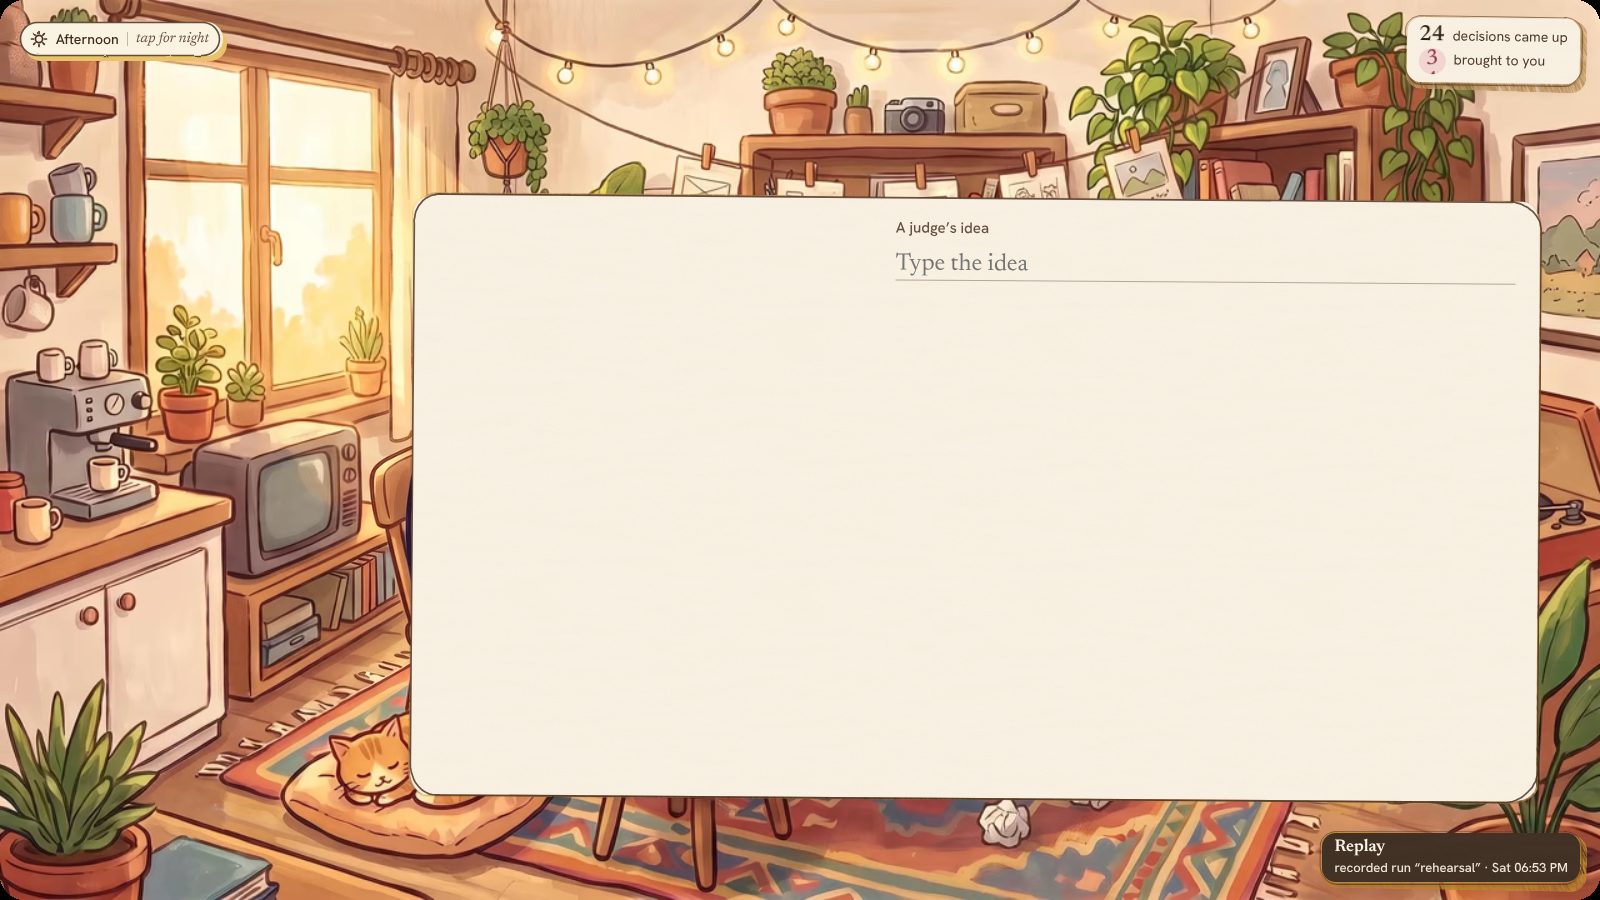 Afternoon | tap for night
24 decisions came up
3 brought to you
A judge’s idea
Type the idea
Replay
recorded run “rehearsal” · Sat 06:53 PM